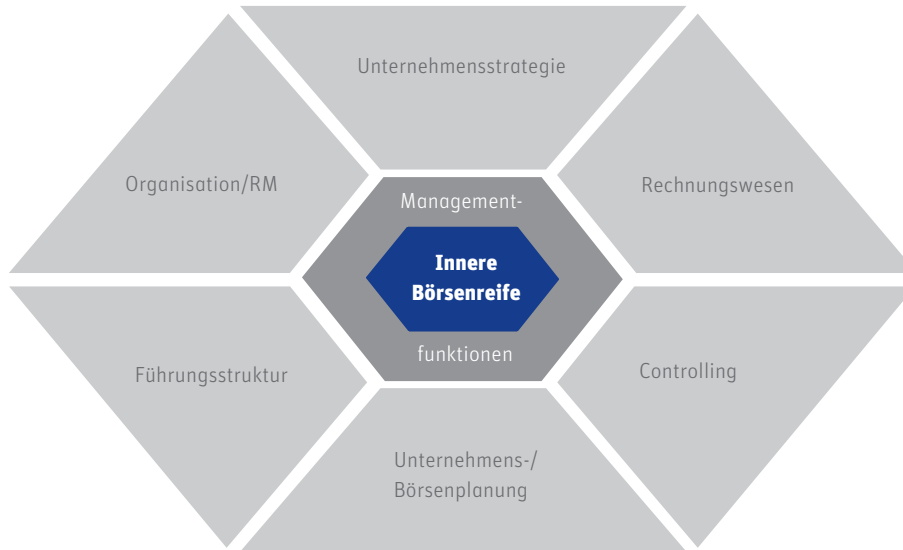 Unternehmensstrategie
Organisation/RM
Rechnungswesen
Management-
Innere
Börsenreife
funktionen
Führungsstruktur
Controlling
Unternehmens-/
Börsenplanung